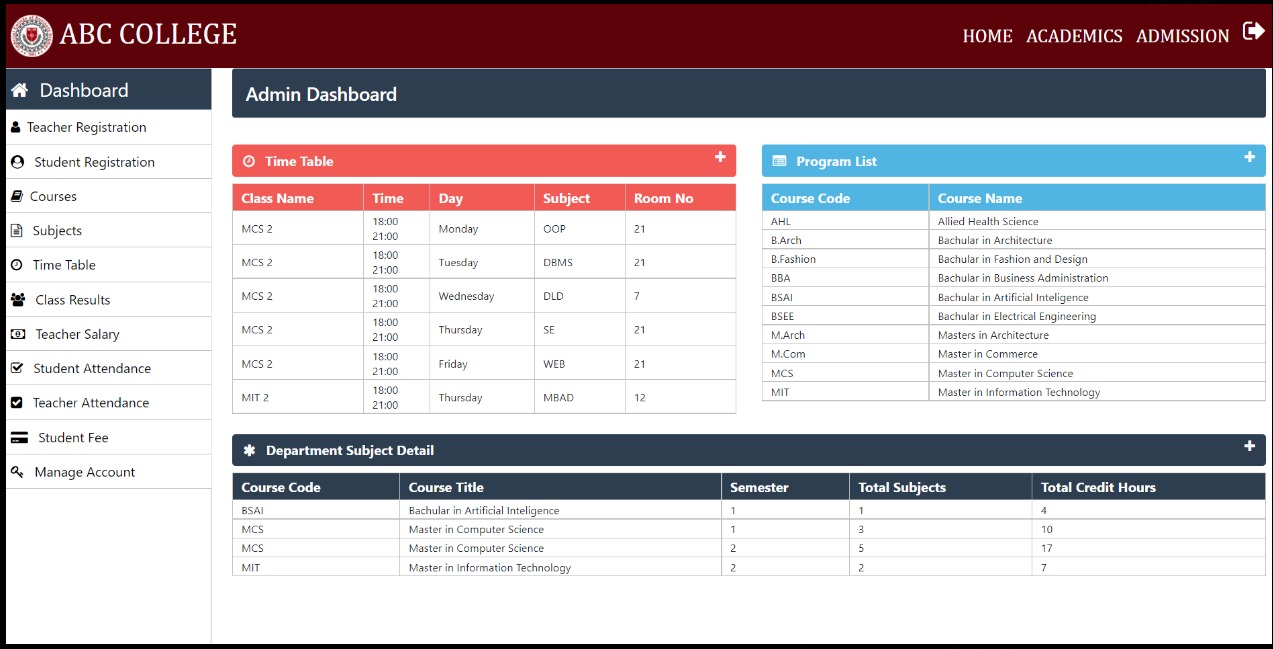 ABC COLLEGE
HOME ACADEMICS ADMISSION
Dashboard
Teacher Registration
Student Registration
Courses
Subjects
Time Table
Class Results
Teacher Salary
Student Attendance
Teacher Attendance
Student Fee
Manage Account
Admin Dashboard
Time Table +
Class Name Time Day Subject Room No
MCS 2 18:00 21:00 Monday OOP 21
MCS 2 18:00 21:00 Tuesday DBMS 21
MCS 2 18:00 21:00 Wednesday DLD 7
MCS 2 18:00 21:00 Thursday SE 21
MCS 2 18:00 21:00 Friday WEB 21
MIT 2 18:00 21:00 Thursday MBAD 12
Program List +
Course Code Course Name
AHL Allied Health Science
B.Arch Bachular in Architecture
B.Fashion Bachular in Fashion and Design
BBA Bachular in Business Administration
BSAI Bachular in Artificial Inteligence
BSEE Bachular in Electrical Engineering
M.Arch Masters in Architecture
M.Com Master in Commerce
MCS Master in Computer Science
MIT Master in Information Technology
Department Subject Detail +
Course Code Course Title Semester Total Subjects Total Credit Hours
BSAI Bachular in Artificial Inteligence 1 1 4
MCS Master in Computer Science 1 3 10
MCS Master in Computer Science 2 5 17
MIT Master in Information Technology 2 2 7